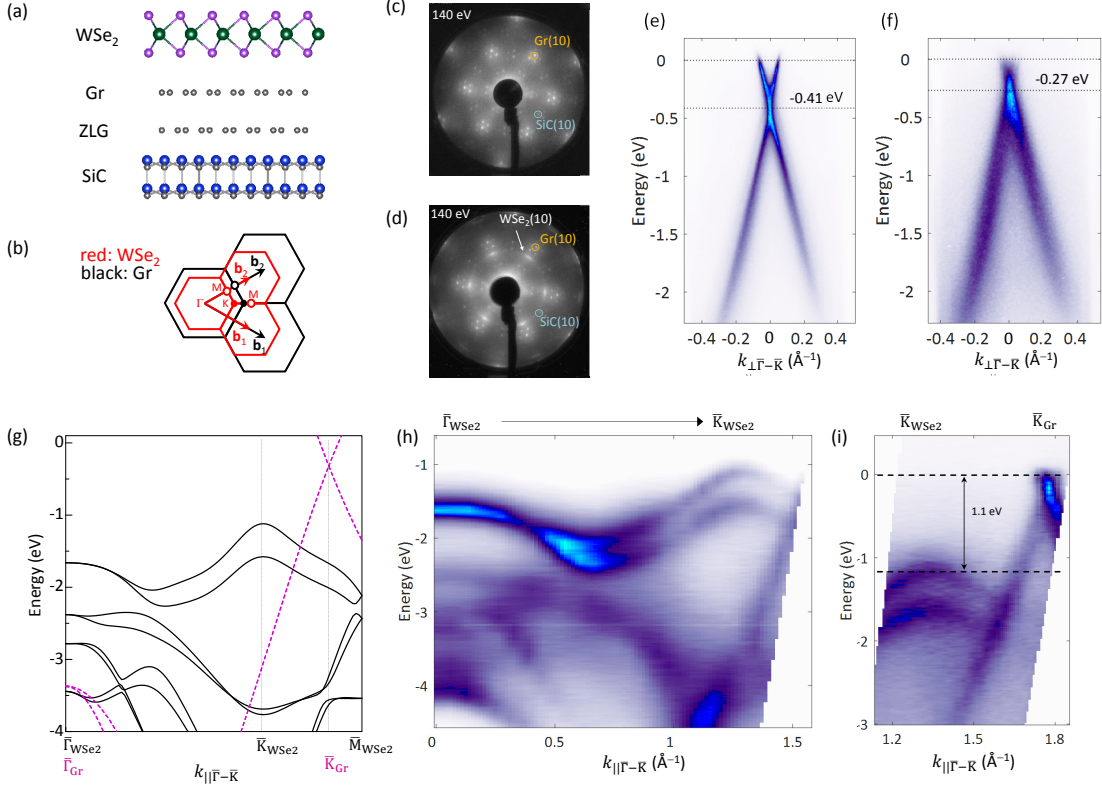 (a)
WSe2
Gr
ZLG
SiC
(b)
red: WSe2
black: Gr
b2
b2
M
Γ
K
M
b1
b1
(c)
140 eV
Gr(10)
SiC(10)
(d)
140 eV
WSe2(10)
Gr(10)
SiC(10)
(e)
0
-0.5
-1
-1.5
-2
Energy (eV)
-0.41 eV
-0.4 -0.2 0 0.2 0.4
k⊥Γ̅−K̅ (Å⁻¹)
(f)
0
-0.5
-1
-1.5
-2
Energy (eV)
-0.27 eV
-0.4 -0.2 0 0.2 0.4
k⊥Γ̅−K̅ (Å⁻¹)
(g)
0
-1
-2
-3
-4
Energy (eV)
Γ̅WSe2 K̅WSe2 M̅WSe2
Γ̅Gr k||Γ̅−K̅ K̅Gr
(h)
Γ̅WSe2 K̅WSe2
-1
-2
-3
-4
Energy (eV)
0 0.5 1 1.5
k||Γ̅−K̅ (Å⁻¹)
(i)
K̅WSe2 K̅Gr
0
-1
-2
-3
Energy (eV)
1.1 eV
1.2 1.5 1.8
k||Γ̅−K̅ (Å⁻¹)